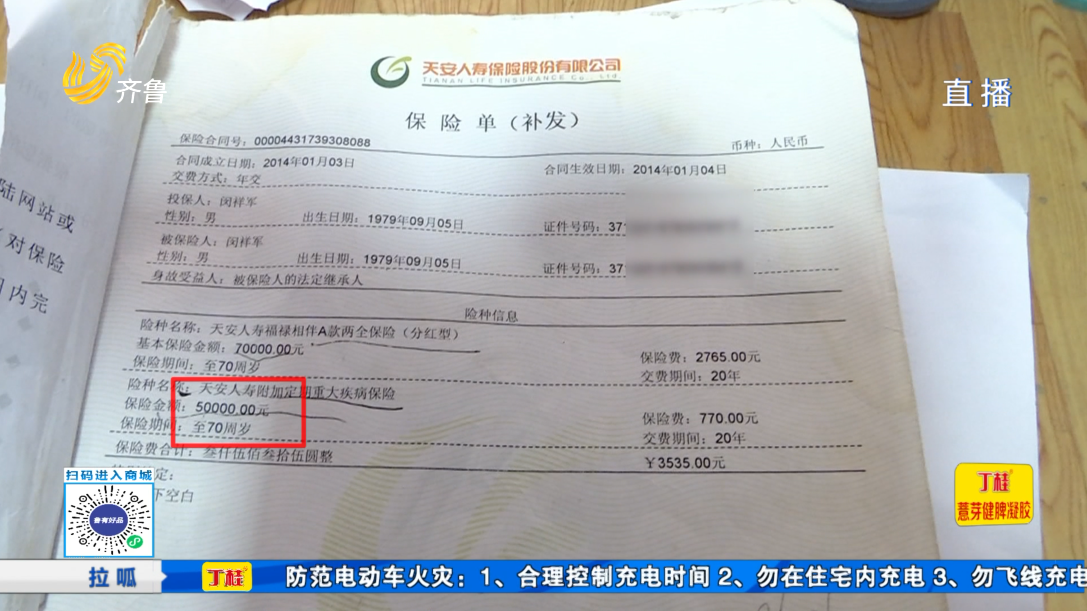 齐鲁
直播
天安人寿保险股份有限公司
TIANAN LIFE INSURANCE Co., Ltd.
保险单（补发）
保险合同号：00004431739308088
币种：人民币
合同成立日期：2014年01月03日
合同生效日期：2014年01月04日
交费方式：年交
投保人：闵祥军
性别：男 出生日期：1979年09月05日 证件号码：37
被保险人：闵祥军
性别：男 出生日期：1979年09月05日 证件号码：37
身故受益人：被保险人的法定继承人
险种信息
险种名称：天安人寿福禄相伴A款两全保险（分红型）
基本保险金额：70000.00元 保险费：2765.00元
保险期间：至70周岁 交费期间：20年
险种名称：天安人寿附加定期重大疾病保险
保险金额：50000.00元 保险费：770.00元
保险期间：至70周岁 交费期间：20年
保险费合计：叁仟伍佰叁拾伍圆整 ￥3535.00元
定：
下空白
陆网站或
对保险
内完
扫码进入商城
鲁有好品
丁桂
薏芽健脾凝胶
拉呱
丁桂
防范电动车火灾：1、合理控制充电时间 2、勿在住宅内充电 3、勿飞线充电